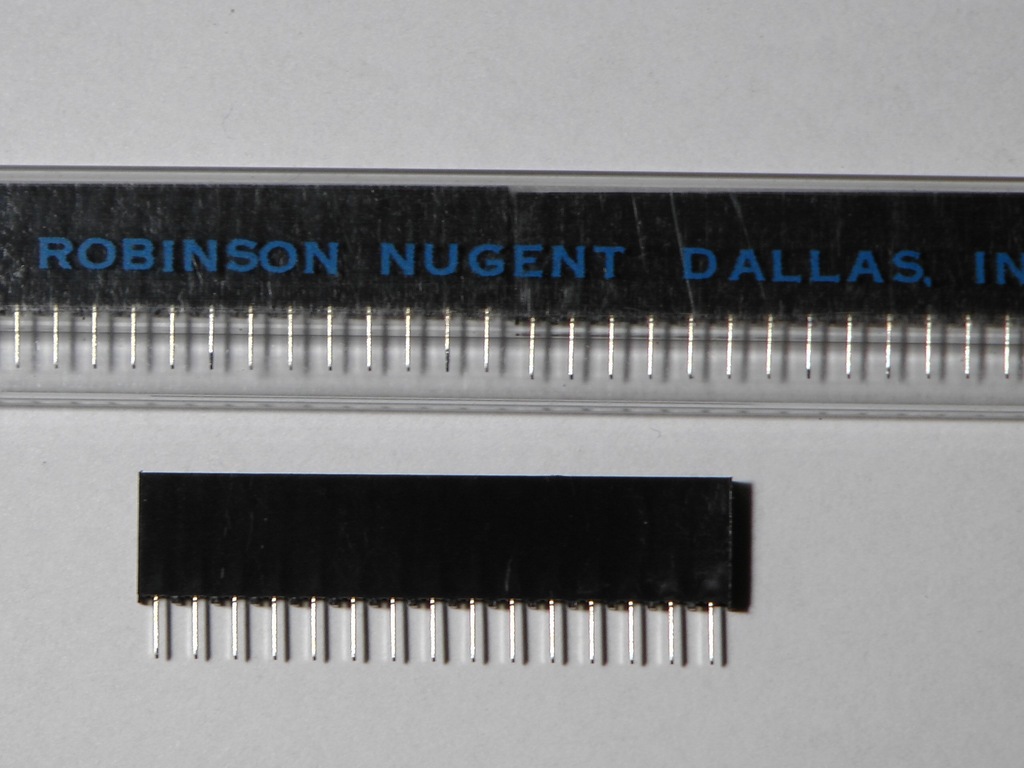 ROBINSON NUGENT DALLAS, IN